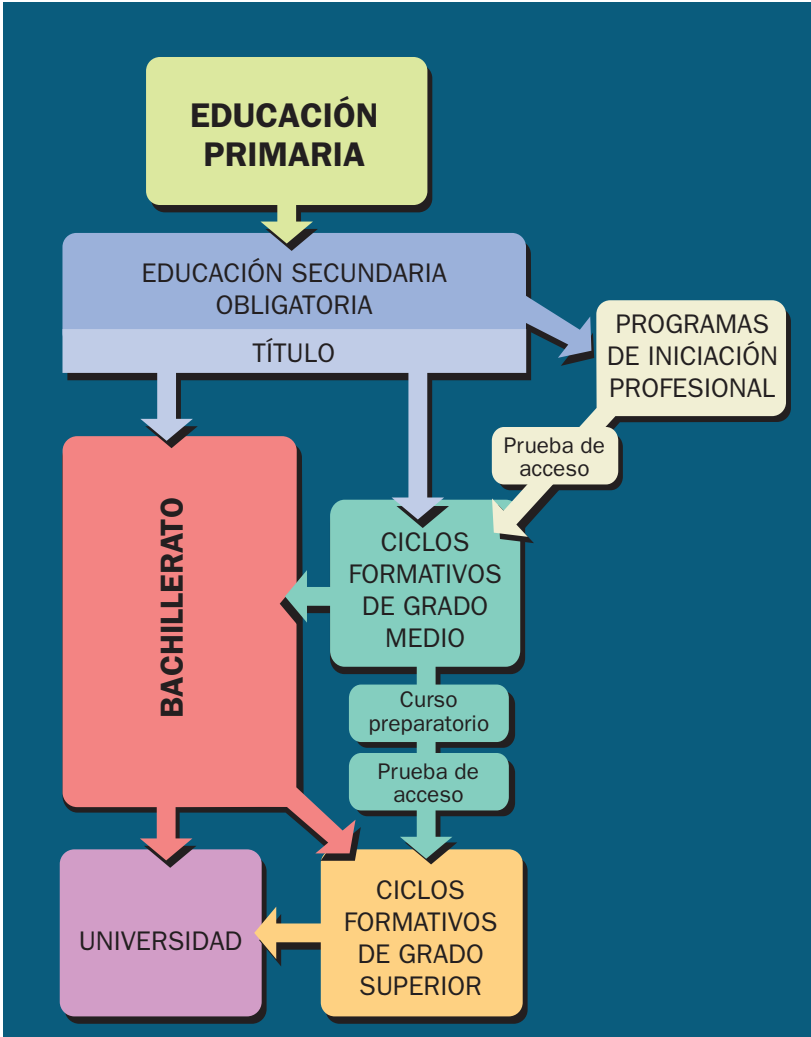 EDUCACIÓN
PRIMARIA
EDUCACIÓN SECUNDARIA
OBLIGATORIA
TÍTULO
PROGRAMAS
DE INICIACIÓN
PROFESIONAL
Prueba de
acceso
BACHILLERATO
CICLOS
FORMATIVOS
DE GRADO
MEDIO
Curso
preparatorio
Prueba de
acceso
UNIVERSIDAD
CICLOS
FORMATIVOS
DE GRADO
SUPERIOR